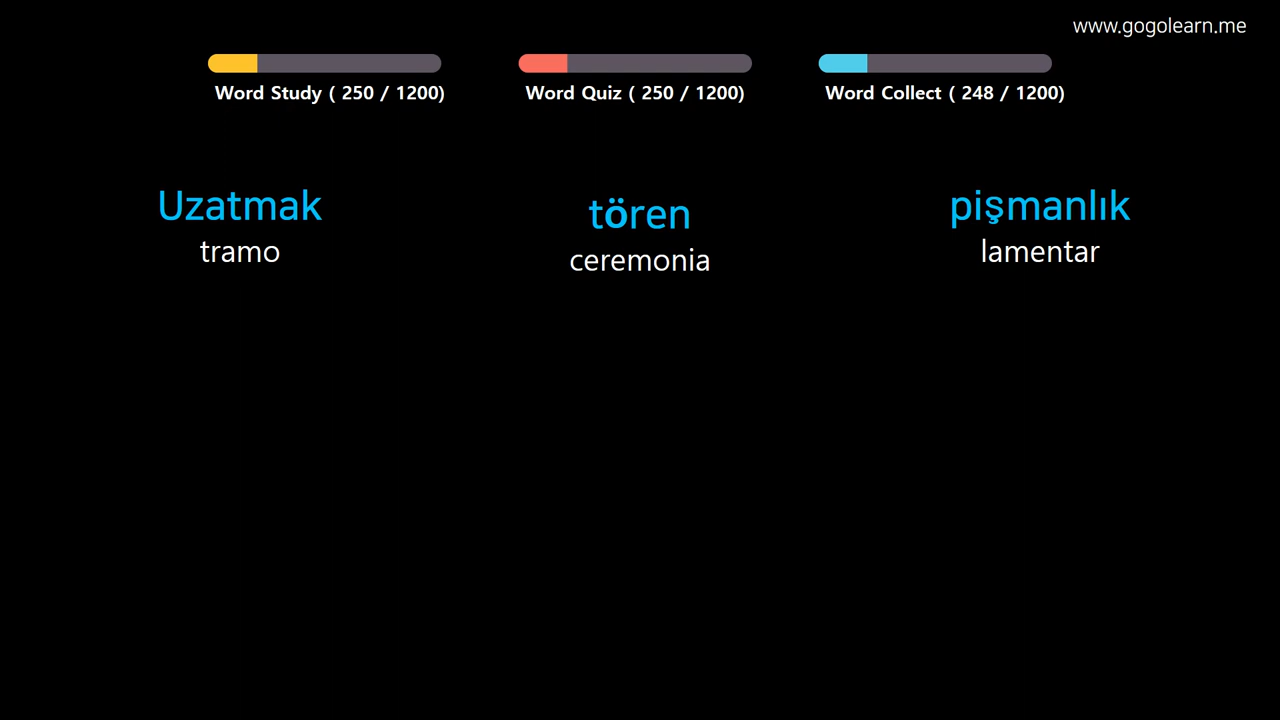 www.gogolearn.me
Word Study ( 250 / 1200)
Word Quiz ( 250 / 1200)
Word Collect ( 248 / 1200)
Uzatmak
tramo
tören
ceremonia
pişmanlık
lamentar